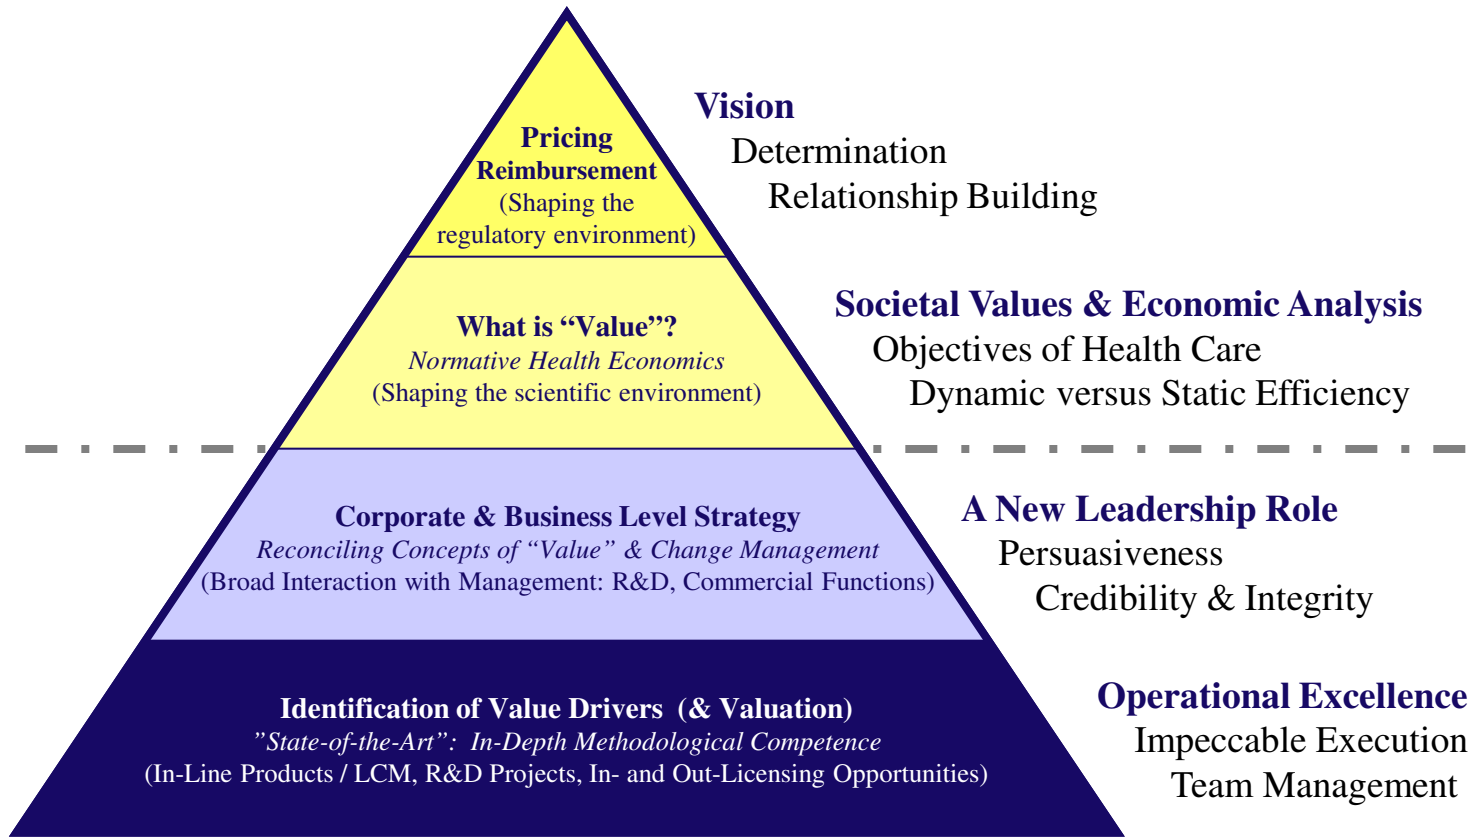 Pricing
Reimbursement
(Shaping the
regulatory environment)
Vision
Determination
Relationship Building
What is “Value”?
Normative Health Economics
(Shaping the scientific environment)
Societal Values & Economic Analysis
Objectives of Health Care
Dynamic versus Static Efficiency
Corporate & Business Level Strategy
Reconciling Concepts of “Value” & Change Management
(Broad Interaction with Management: R&D, Commercial Functions)
A New Leadership Role
Persuasiveness
Credibility & Integrity
Identification of Value Drivers (& Valuation)
”State-of-the-Art”: In-Depth Methodological Competence
(In-Line Products / LCM, R&D Projects, In- and Out-Licensing Opportunities)
Operational Excellence
Impeccable Execution
Team Management